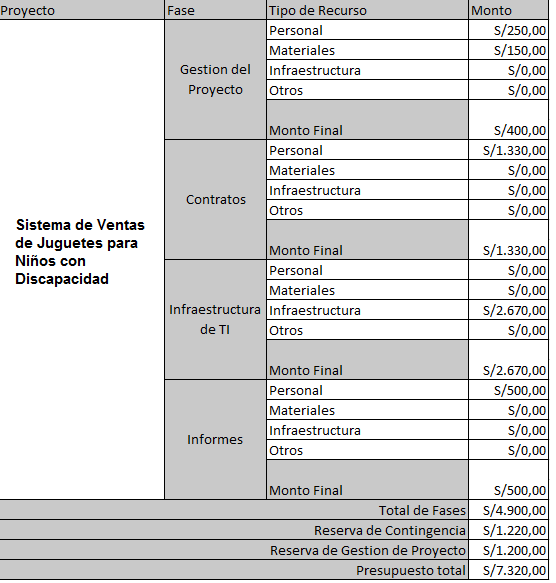 Proyecto Fase Tipo de Recurso Monto
Sistema de Ventas
de Juguetes para
Niños con
Discapacidad
Gestion del
Proyecto
Personal S/250,00
Materiales S/150,00
Infraestructura S/0,00
Otros S/0,00
Monto Final S/400,00
Contratos
Personal S/1.330,00
Materiales S/0,00
Infraestructura S/0,00
Otros S/0,00
Monto Final S/1.330,00
Infraestructura
de TI
Personal S/0,00
Materiales S/0,00
Infraestructura S/2.670,00
Otros S/0,00
Monto Final S/2.670,00
Informes
Personal S/500,00
Materiales S/0,00
Infraestructura S/0,00
Otros S/0,00
Monto Final S/500,00
Total de Fases S/4.900,00
Reserva de Contingencia S/1.220,00
Reserva de Gestion de Proyecto S/1.200,00
Presupuesto total S/7.320,00